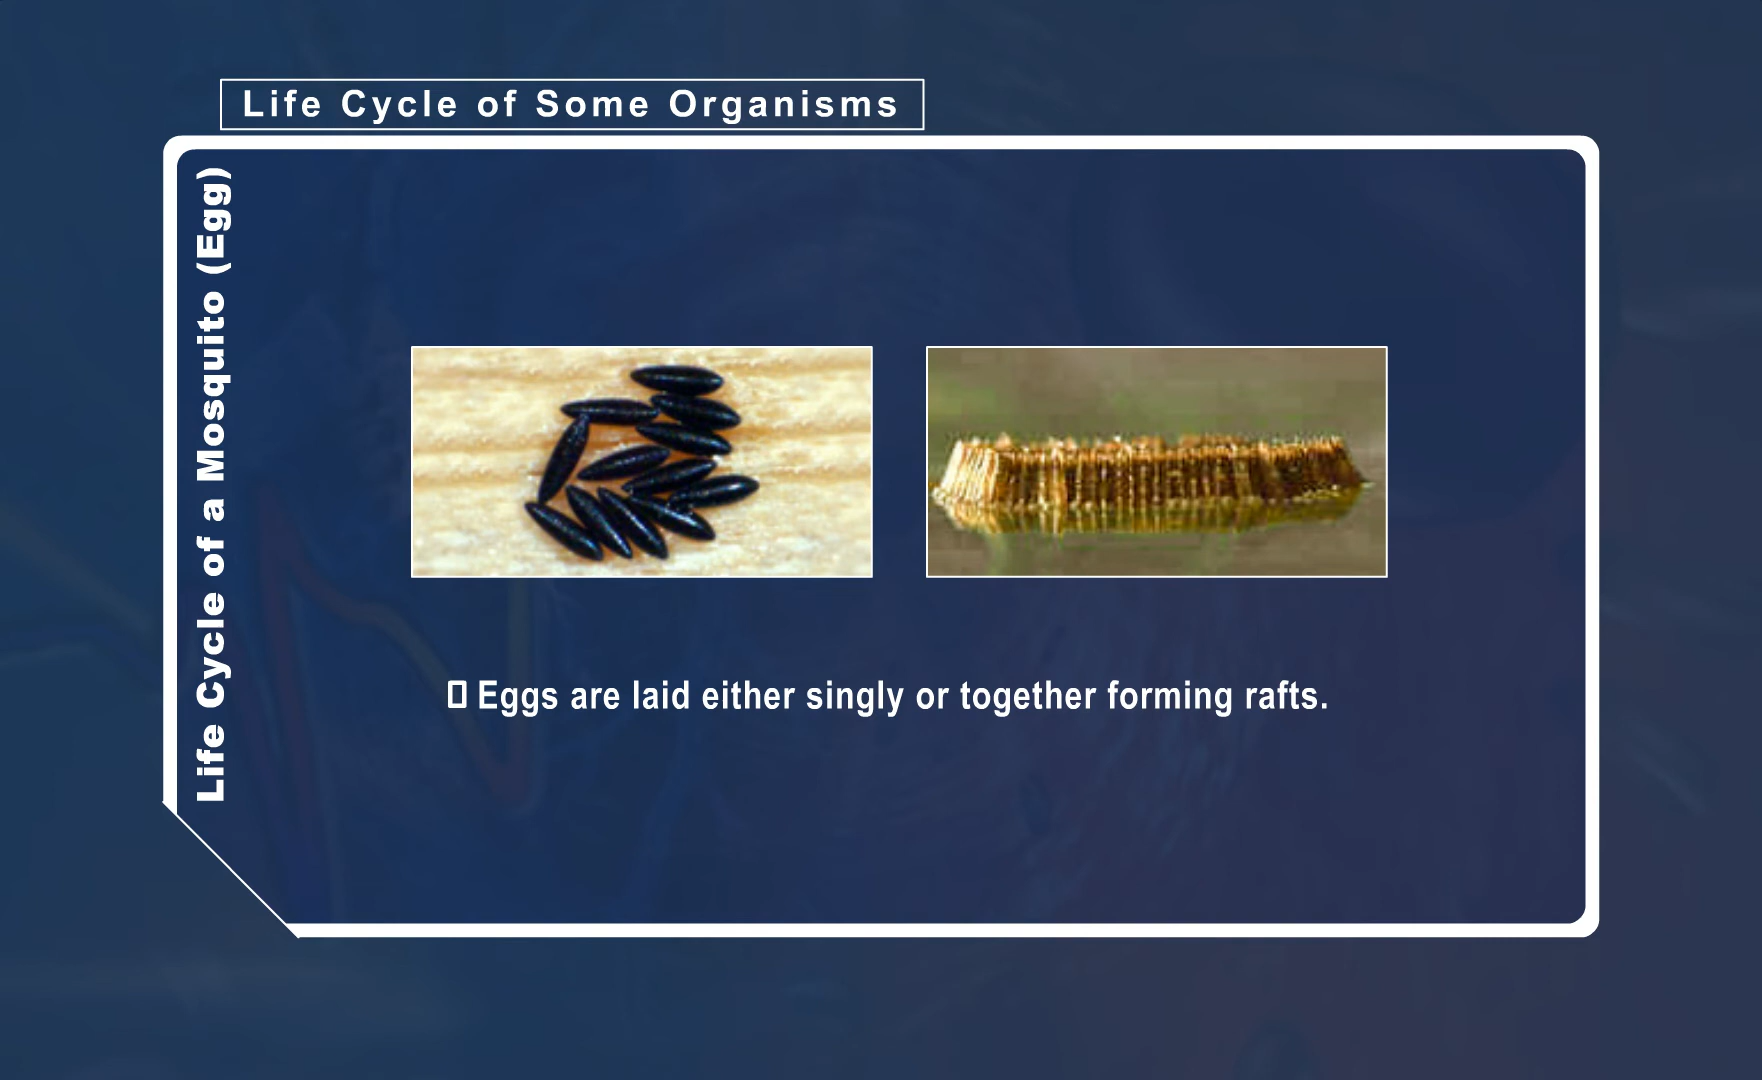 Life Cycle of Some Organisms
Life Cycle of a Mosquito (Egg)
▯ Eggs are laid either singly or together forming rafts.